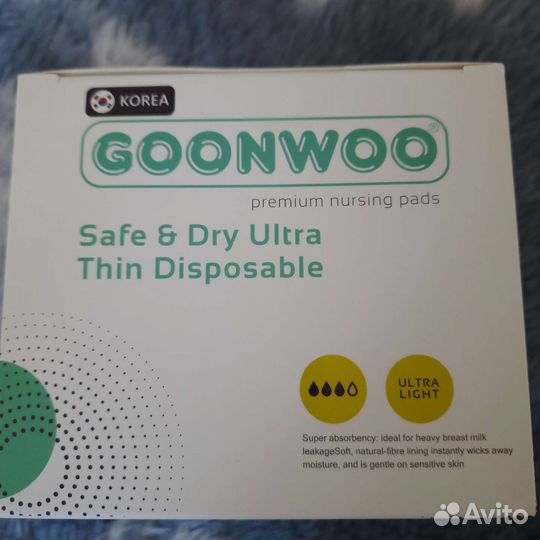 KOREA
GOONWOO®
premium nursing pads
Safe & Dry Ultra
Thin Disposable
ULTRA
LIGHT
Super absorbency: ideal for heavy breast milk
leakageSoft, natural-fibre lining instantly wicks away
moisture, and is gentle on sensitive skin
Avito